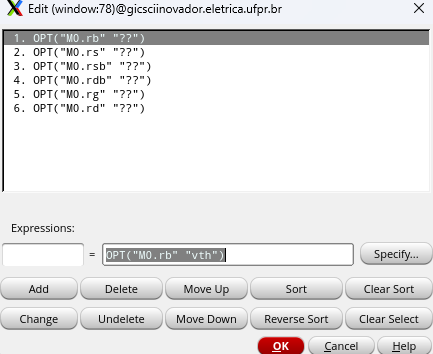 Edit (window:78)@gicsciinovador.eletrica.ufpr.br
1. OPT("M0.rb" "??")
2. OPT("M0.rs" "??")
3. OPT("M0.rsb" "??")
4. OPT("M0.rdb" "??")
5. OPT("M0.rg" "??")
6. OPT("M0.rd" "??")
Expressions:
= OPT("M0.rb" "vth") Specify...
Add Delete Move Up Sort Clear Sort
Change Undelete Move Down Reverse Sort Clear Select
OK Cancel Help